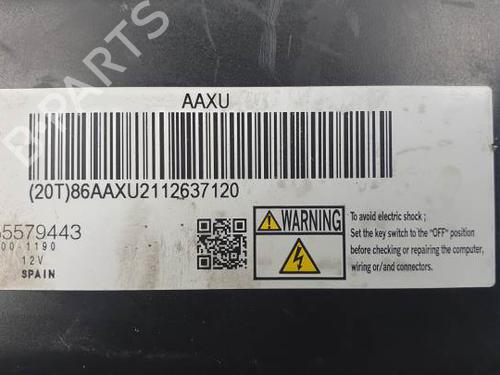 AAXU
(20T)86AAXU2112637120
5579443
00-1190
12V
SPAIN
WARNING
To avoid electric shock ;
Set the key switch to the "OFF" position
before checking or repairing the computer,
wiring or/and connectors.
B-PARTS